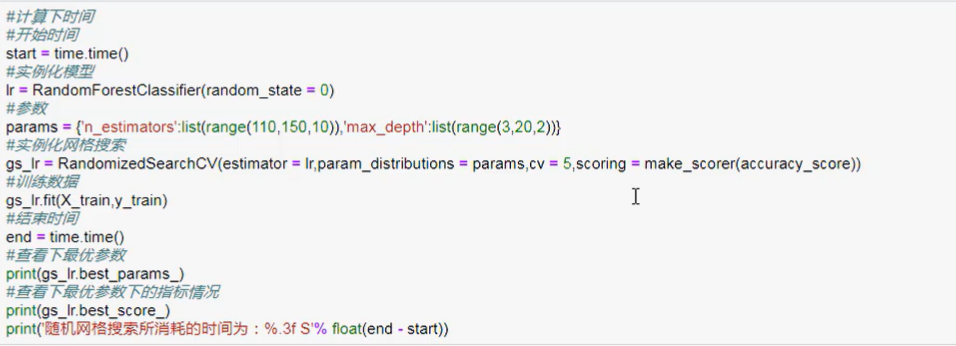 #计算下时间
#开始时间
start = time.time()
#实例化模型
lr = RandomForestClassifier(random_state = 0)
#参数
params = {'n_estimators':list(range(110,150,10)),'max_depth':list(range(3,20,2))}
#实例化网格搜索
gs_lr = RandomizedSearchCV(estimator = lr,param_distributions = params,cv = 5,scoring = make_scorer(accuracy_score))
#训练数据
gs_lr.fit(X_train,y_train)
#结束时间
end = time.time()
#查看下最优参数
print(gs_lr.best_params_)
#查看下最优参数下的指标情况
print(gs_lr.best_score_)
print('随机网格搜索所消耗的时间为：%.3f S'% float(end - start))